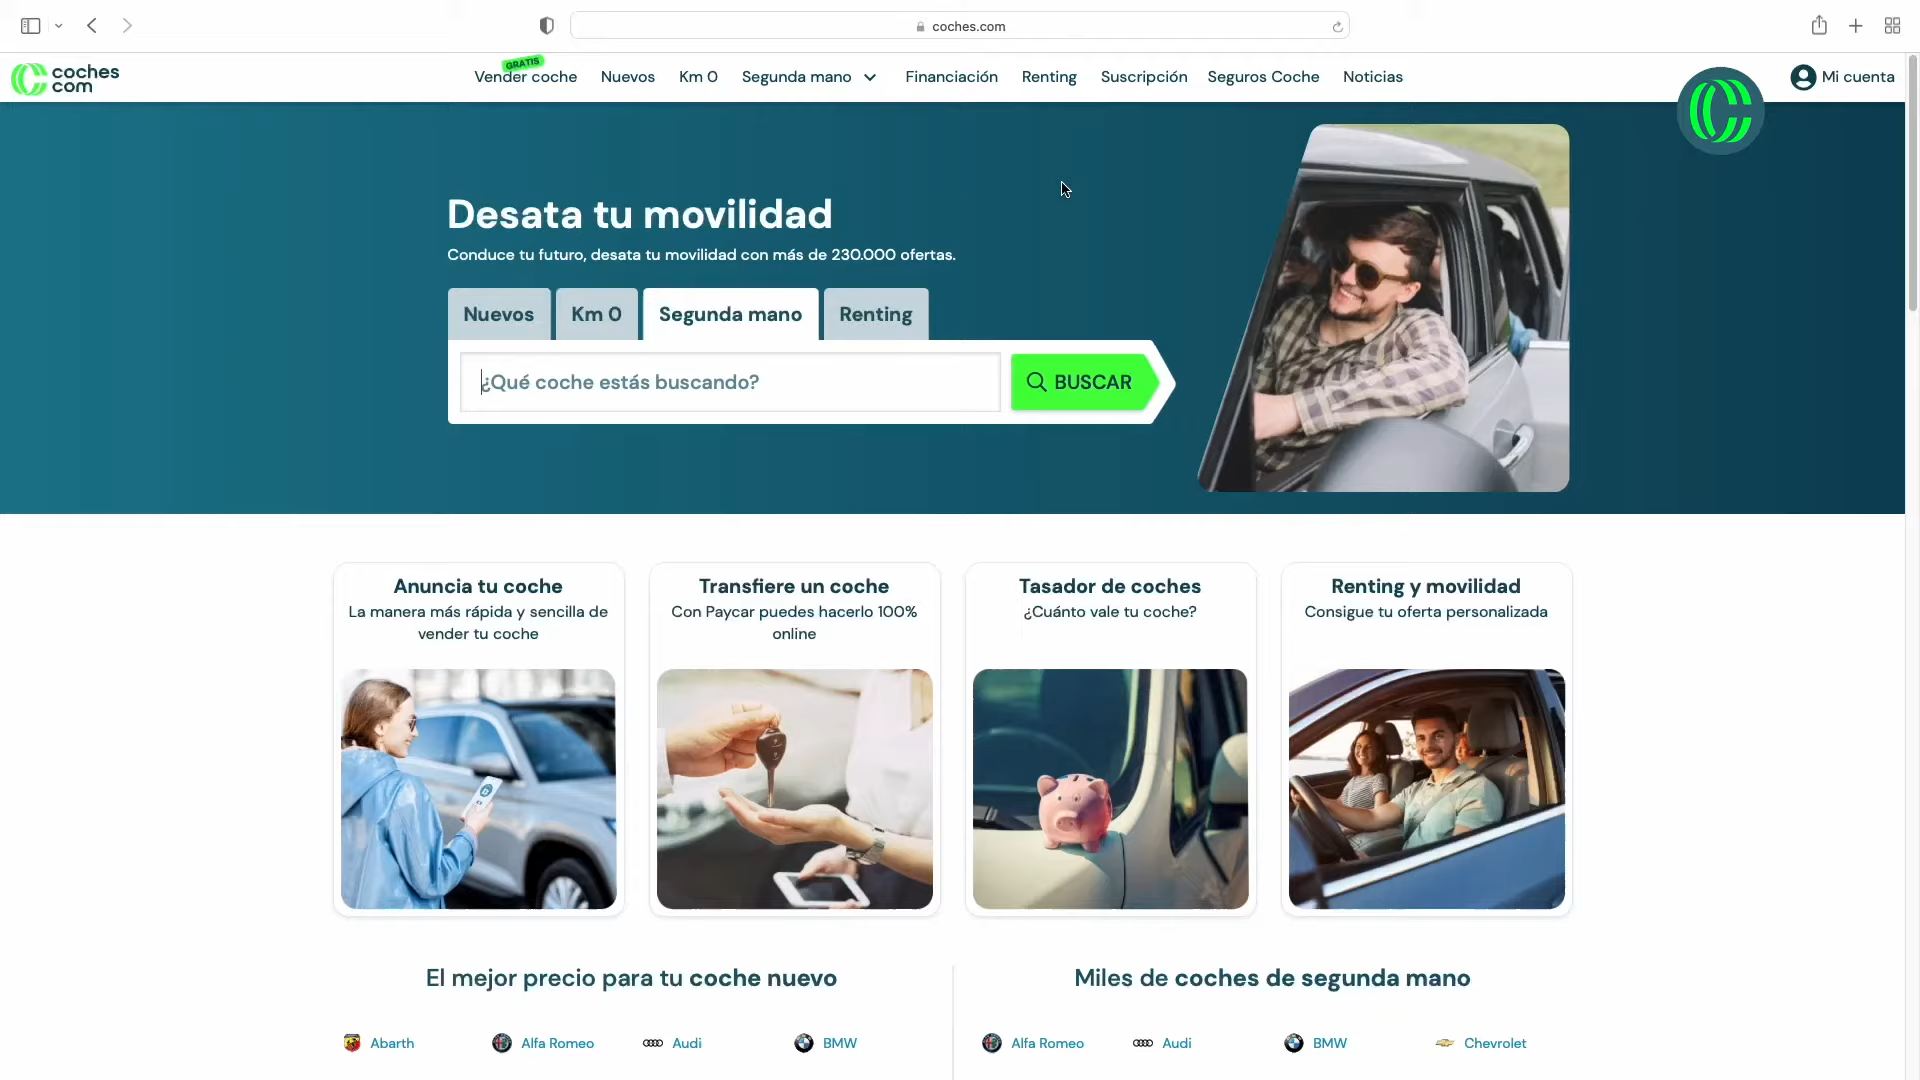 coches.com
coches
com
GRATIS
Vender coche
Nuevos
Km 0
Segunda mano
Financiación
Renting
Suscripción
Seguros Coche
Noticias
Mi cuenta
Desata tu movilidad
Conduce tu futuro, desata tu movilidad con más de 230.000 ofertas.
Nuevos
Km 0
Segunda mano
Renting
¿Qué coche estás buscando?
BUSCAR
Anuncia tu coche
La manera más rápida y sencilla de
vender tu coche
Transfiere un coche
Con Paycar puedes hacerlo 100%
online
Tasador de coches
¿Cuánto vale tu coche?
Renting y movilidad
Consigue tu oferta personalizada
El mejor precio para tu coche nuevo
Abarth
Alfa Romeo
Audi
BMW
Miles de coches de segunda mano
Alfa Romeo
Audi
BMW
Chevrolet